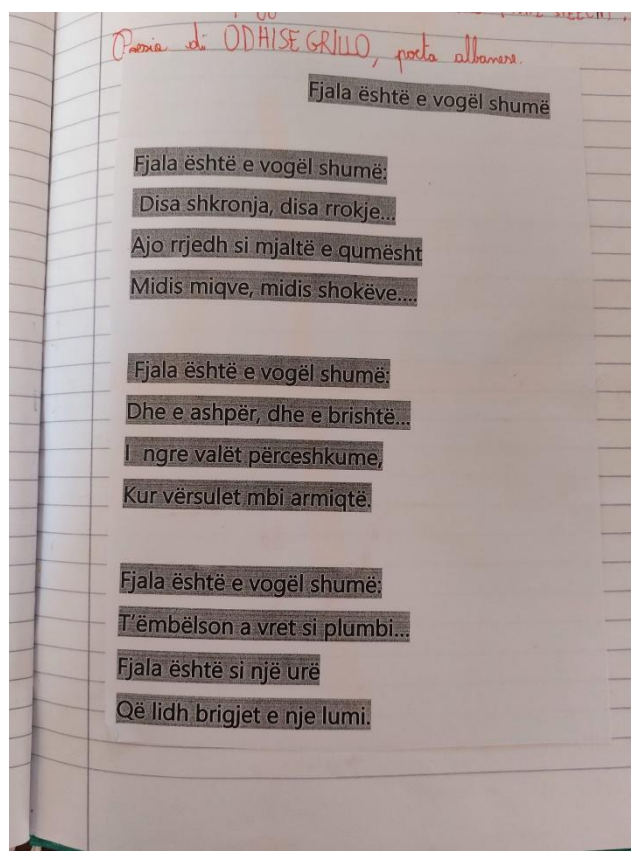 Poesia di ODHISE GRILLO, poeta albanese.
Fjala është e vogël shumë
Fjala është e vogël shumë:
Disa shkronja, disa rrokje...
Ajo rrjedh si mjaltë e qumësht
Midis miqve, midis shokëve....
Fjala është e vogël shumë:
Dhe e ashpër, dhe e brishtë...
I ngre valët përceshkume,
Kur vërsulet mbi armiqtë.
Fjala është e vogël shumë:
T'ëmbëlson a vret si plumbi...
Fjala është si një urë
Që lidh brigjet e nje lumi.